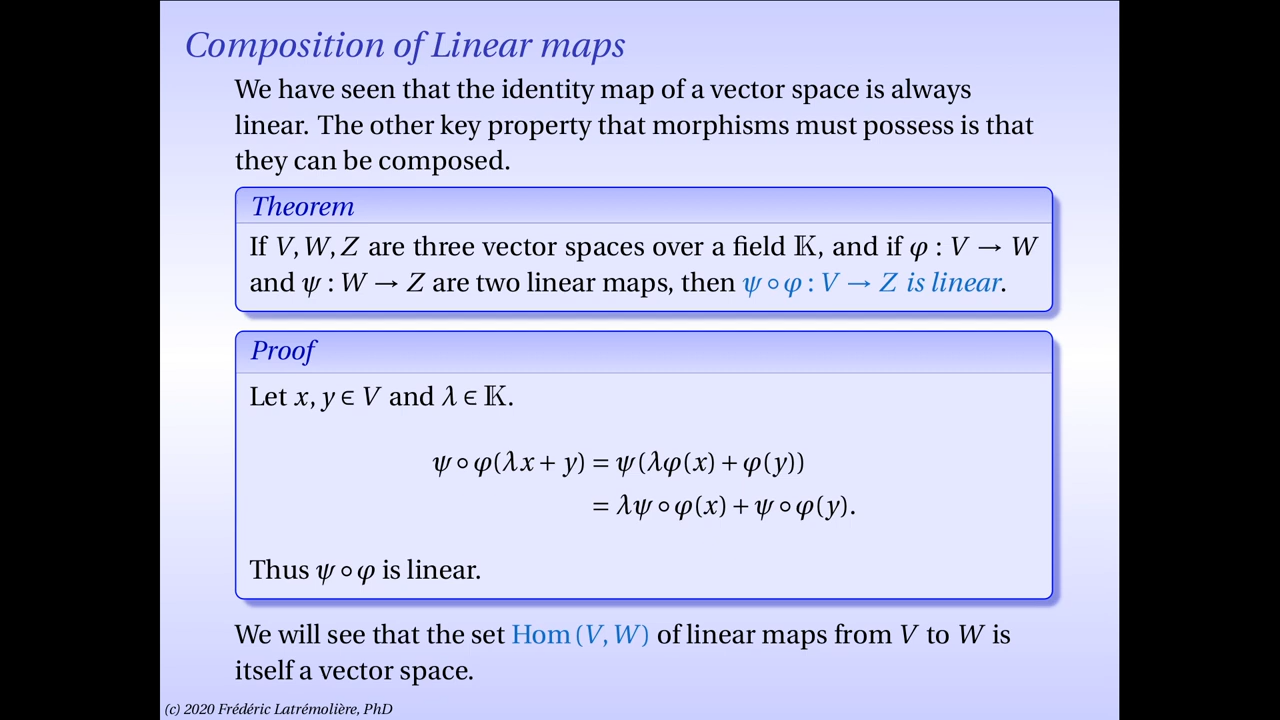 Composition of Linear maps
We have seen that the identity map of a vector space is always
linear. The other key property that morphisms must possess is that
they can be composed.
Theorem
If V, W, Z are three vector spaces over a field 𝕂, and if φ : V → W
and ψ : W → Z are two linear maps, then ψ ∘ φ : V → Z is linear.
Proof
Let x, y ∈ V and λ ∈ 𝕂.
ψ ∘ φ(λx + y) = ψ(λφ(x) + φ(y))
= λψ ∘ φ(x) + ψ ∘ φ(y).
Thus ψ ∘ φ is linear.
We will see that the set Hom (V, W) of linear maps from V to W is
itself a vector space.
(c) 2020 Frédéric Latrémolière, PhD